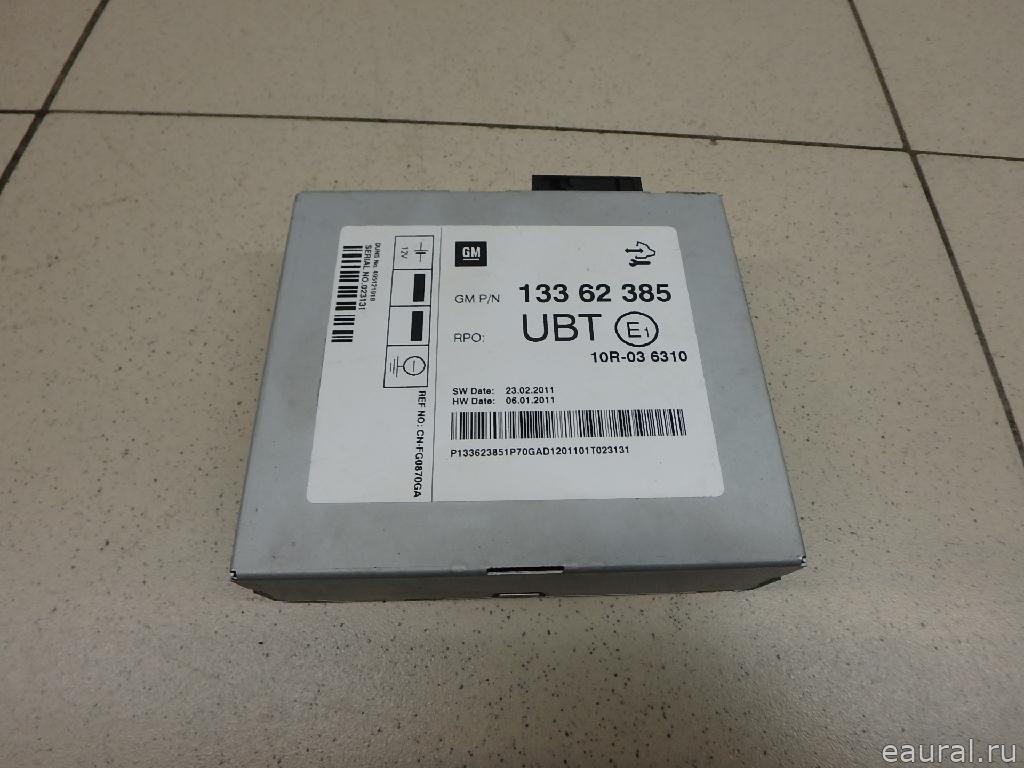 GM
GM P/N 133 62 385
RPO: UBT E1
10R-03 6310
SW Date: 23.02.2011
HW Date: 06.01.2011
P133623851P70GAD1201101T023131
12V
SERIAL NO.023131
REF NO: CN-FG0870GA
eaural.ru